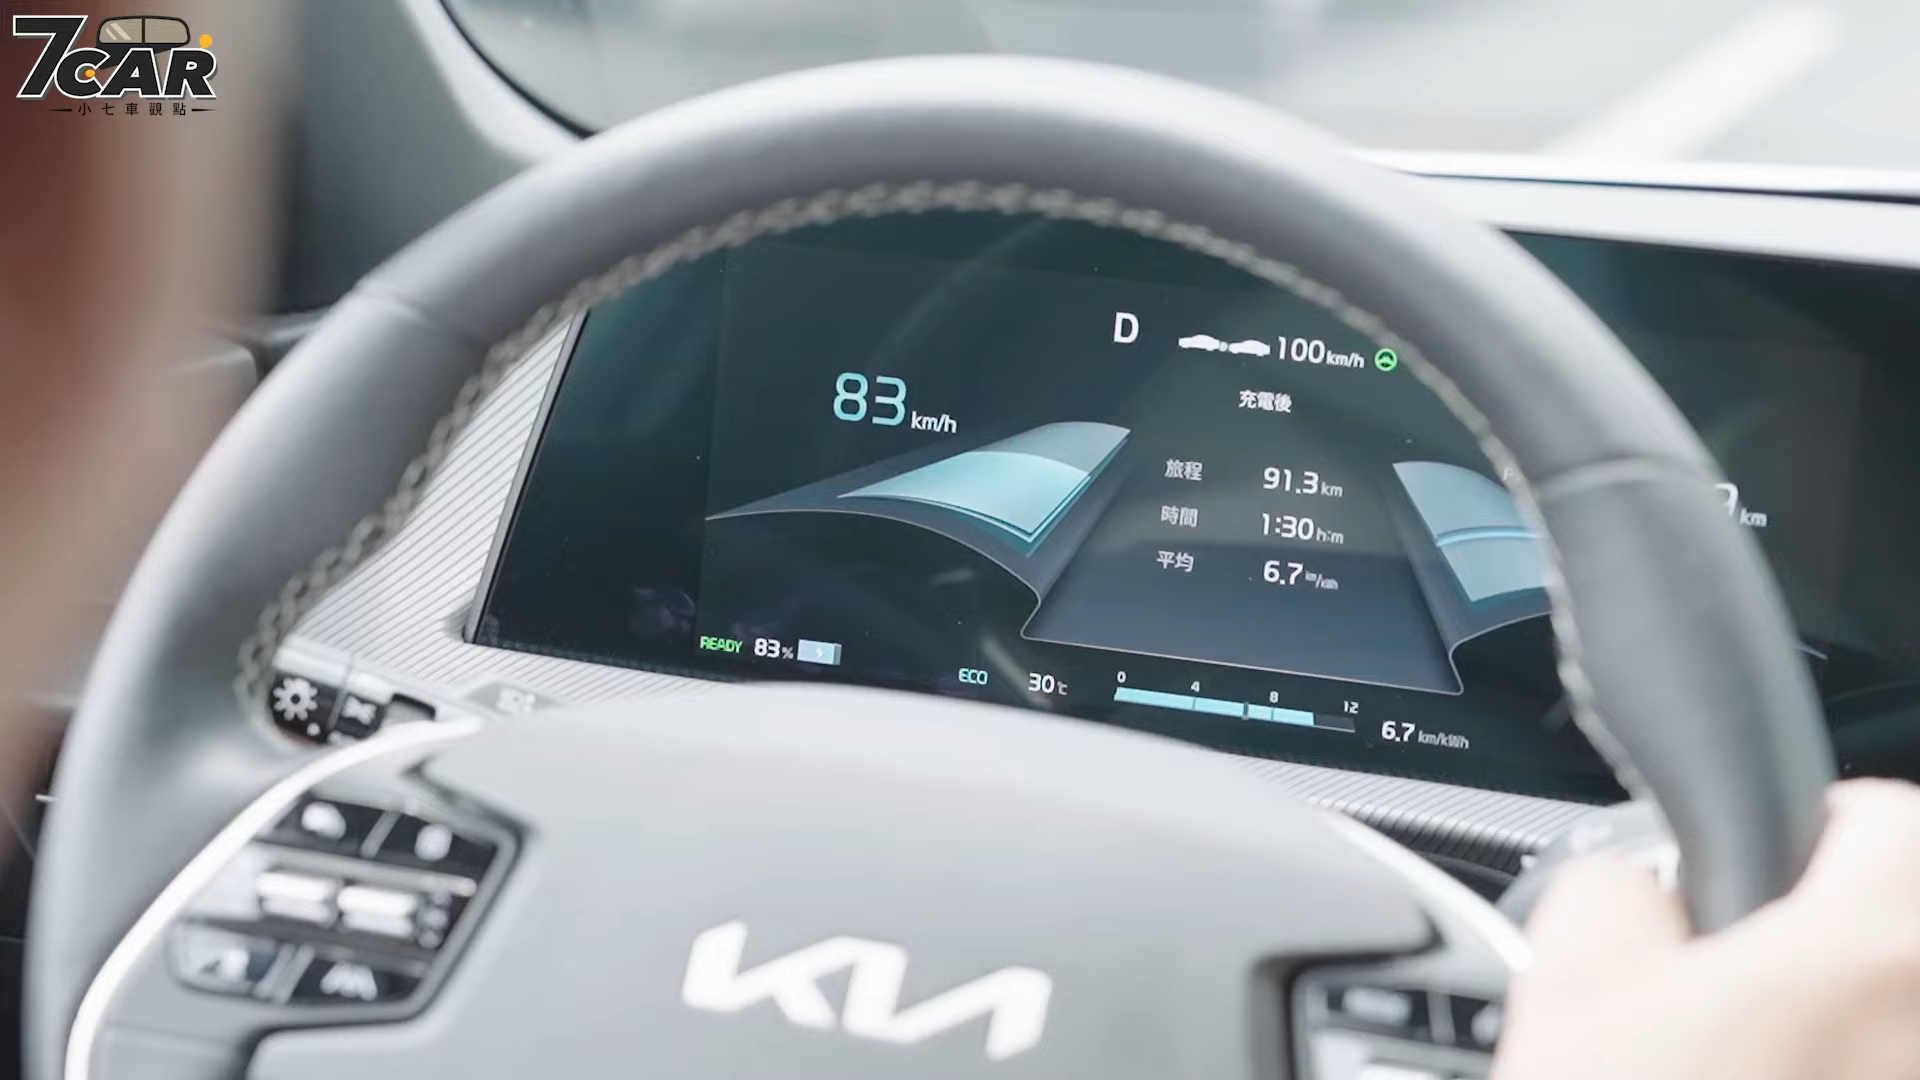 7CAR
小七車觀點
D
100km/h
83km/h
充電後
旅程 91.3km
時間 1:30h:m
平均 6.7km/kWh
km
READY 83%
ECO 30℃
0 4 8 12
6.7km/kWh
KIA